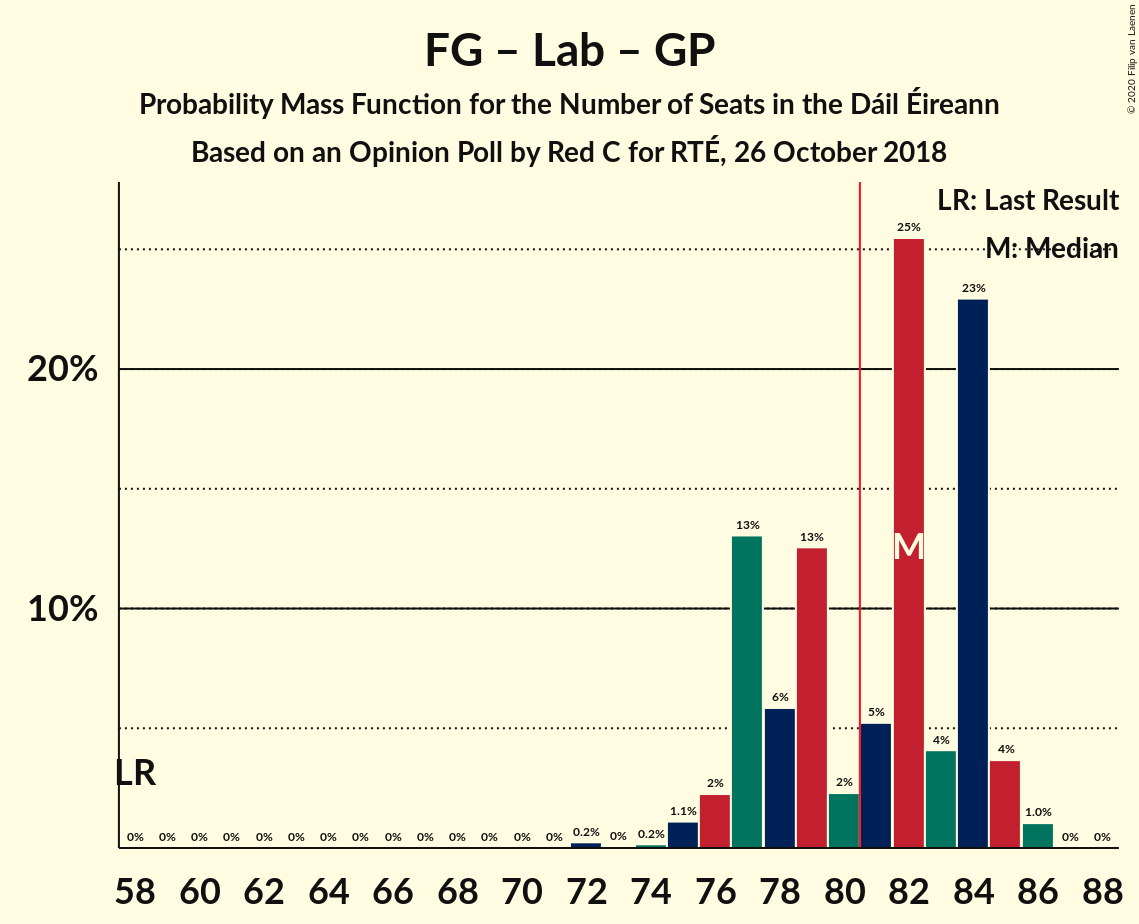 FG – Lab – GP
Probability Mass Function for the Number of Seats in the Dáil Éireann
Based on an Opinion Poll by Red C for RTÉ, 26 October 2018
© 2020 Filip van Laenen
LR: Last Result
M: Median
25%
23%
20%
13%
13%
M
10%
6%
5%
4%
4%
LR
2%
2%
1.1%
1.0%
0% 0% 0% 0% 0% 0% 0% 0% 0% 0% 0% 0% 0% 0% 0.2% 0% 0.2% 0% 0%
58 60 62 64 66 68 70 72 74 76 78 80 82 84 86 88